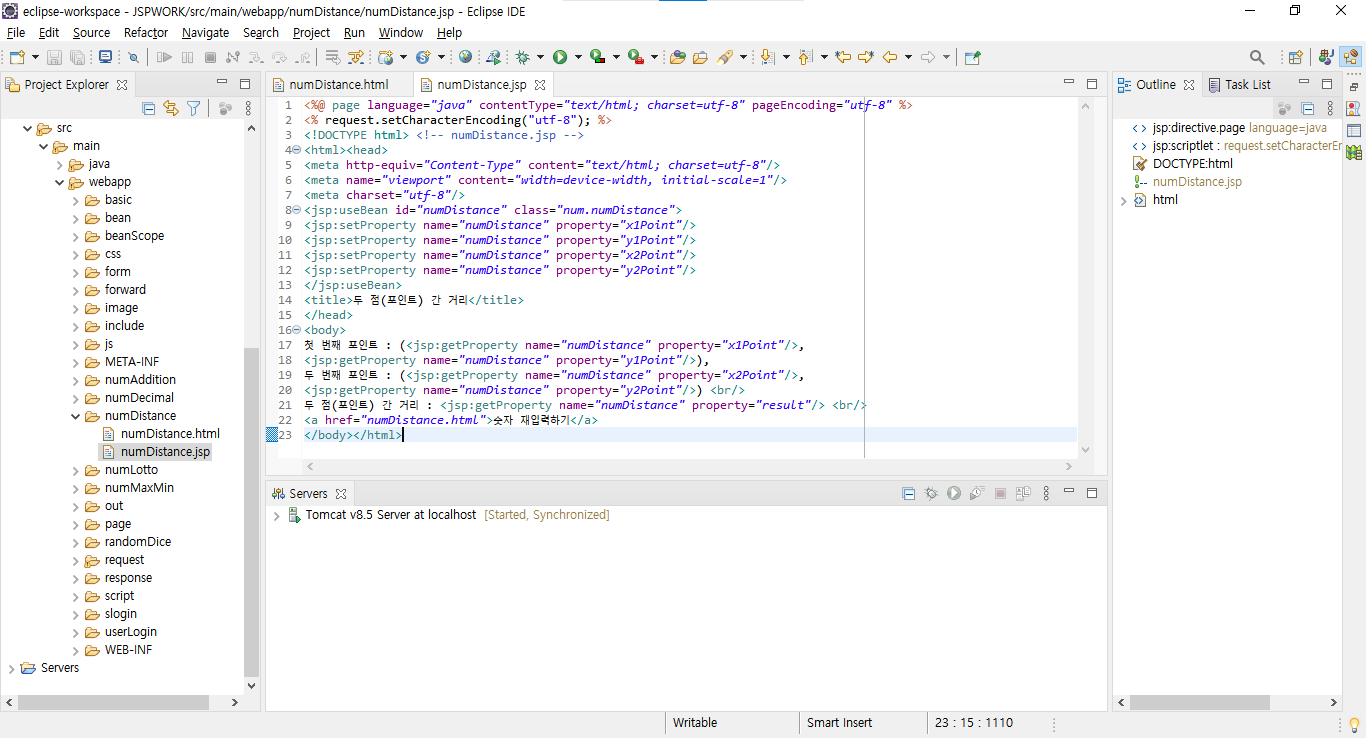 eclipse-workspace - JSPWORK/src/main/webapp/numDistance/numDistance.jsp - Eclipse IDE
File Edit Source Refactor Navigate Search Project Run Window Help
Project Explorer
src
main
java
webapp
basic
bean
beanScope
css
form
forward
image
include
js
META-INF
numAddition
numDecimal
numDistance
numDistance.html
numDistance.jsp
numLotto
numMaxMin
out
page
randomDice
request
response
script
slogin
userLogin
WEB-INF
Servers
numDistance.html numDistance.jsp
1 <%@ page language="java" contentType="text/html; charset=utf-8" pageEncoding="utf-8" %>
2 <% request.setCharacterEncoding("utf-8"); %>
3 <!DOCTYPE html> <!-- numDistance.jsp -->
4 <html><head>
5 <meta http-equiv="Content-Type" content="text/html; charset=utf-8"/>
6 <meta name="viewport" content="width=device-width, initial-scale=1"/>
7 <meta charset="utf-8"/>
8 <jsp:useBean id="numDistance" class="num.numDistance">
9 <jsp:setProperty name="numDistance" property="x1Point"/>
10 <jsp:setProperty name="numDistance" property="y1Point"/>
11 <jsp:setProperty name="numDistance" property="x2Point"/>
12 <jsp:setProperty name="numDistance" property="y2Point"/>
13 </jsp:useBean>
14 <title>두 점(포인트) 간 거리</title>
15 </head>
16 <body>
17 첫 번째 포인트 : (<jsp:getProperty name="numDistance" property="x1Point"/>,
18 <jsp:getProperty name="numDistance" property="y1Point"/>),
19 두 번째 포인트 : (<jsp:getProperty name="numDistance" property="x2Point"/>,
20 <jsp:getProperty name="numDistance" property="y2Point"/>) <br/>
21 두 점(포인트) 간 거리 : <jsp:getProperty name="numDistance" property="result"/> <br/>
22 <a href="numDistance.html">숫자 재입력하기</a>
23 </body></html>
Servers
Tomcat v8.5 Server at localhost [Started, Synchronized]
Outline Task List
jsp:directive.page language=java
jsp:scriptlet : request.setCharacterEr
DOCTYPE:html
numDistance.jsp
html
Writable Smart Insert 23 : 15 : 1110